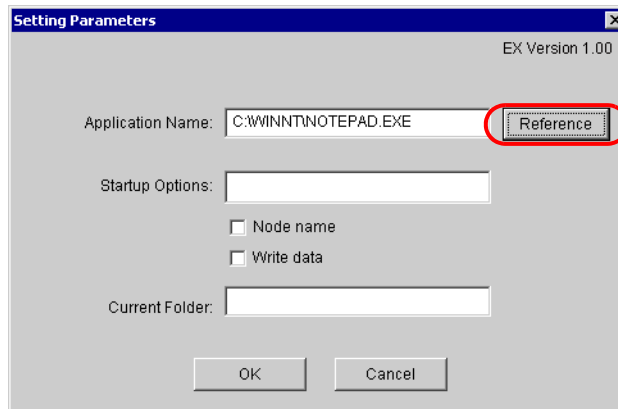 Setting Parameters
EX Version 1.00
Application Name: C:\WINNT\NOTEPAD.EXE Reference
Startup Options:
Node name
Write data
Current Folder:
OK Cancel